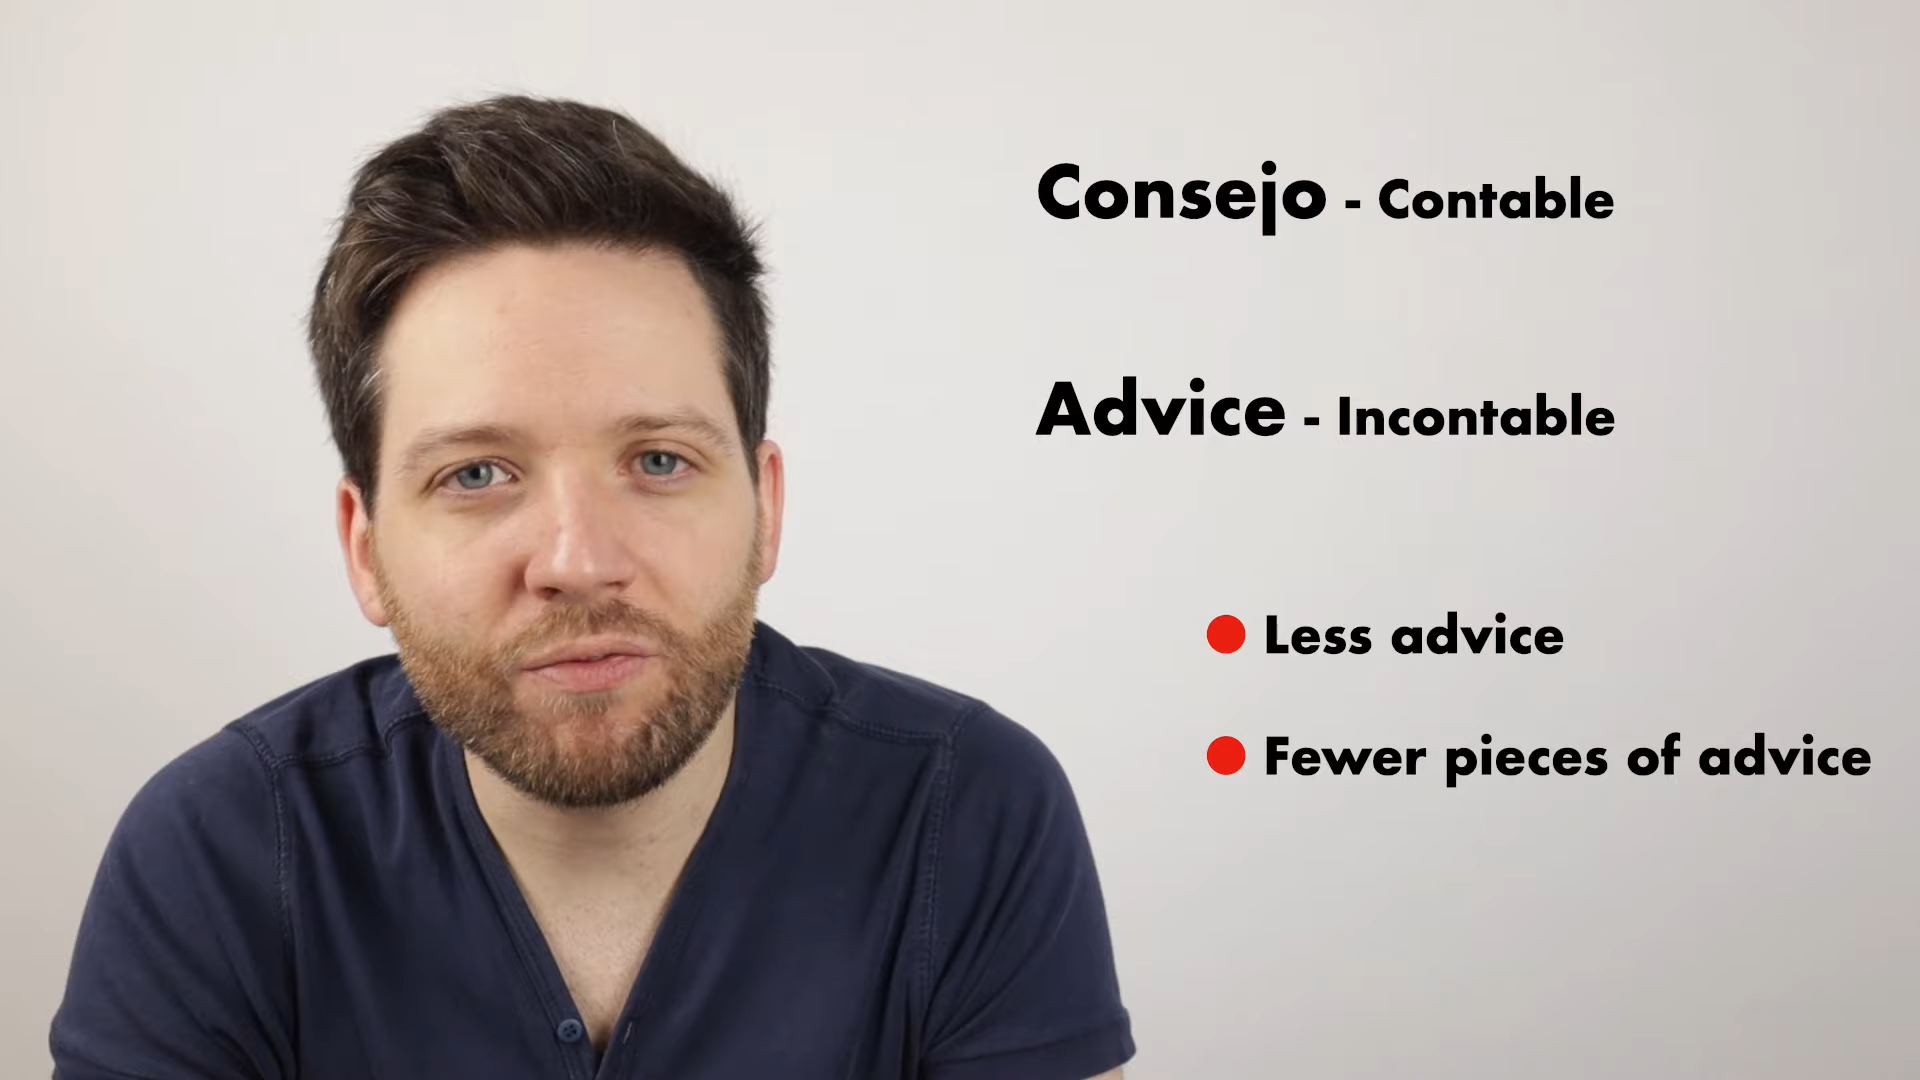 Consejo - Contable
Advice - Incontable
Less advice
Fewer pieces of advice